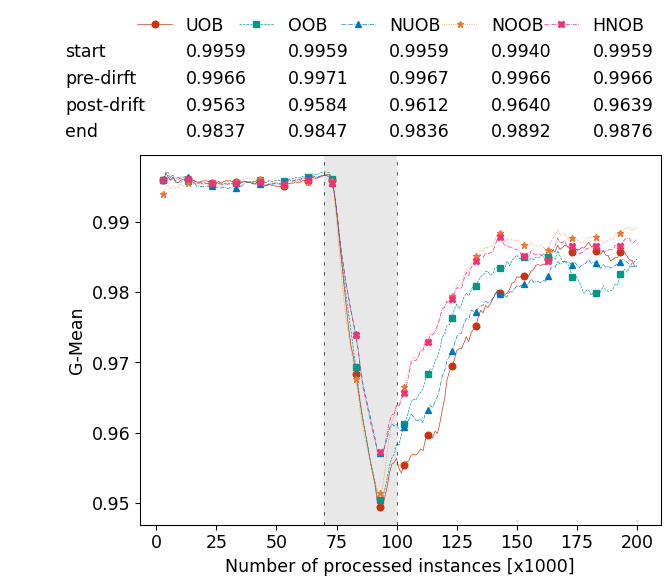 UOB OOB NUOB NOOB HNOB
start 0.9959 0.9959 0.9959 0.9940 0.9959
pre-dirft 0.9966 0.9971 0.9967 0.9966 0.9966
post-drift 0.9563 0.9584 0.9612 0.9640 0.9639
end 0.9837 0.9847 0.9836 0.9892 0.9876
0.99
0.98
0.97
0.96
0.95
G-Mean
0 25 50 75 100 125 150 175 200
Number of processed instances [x1000]